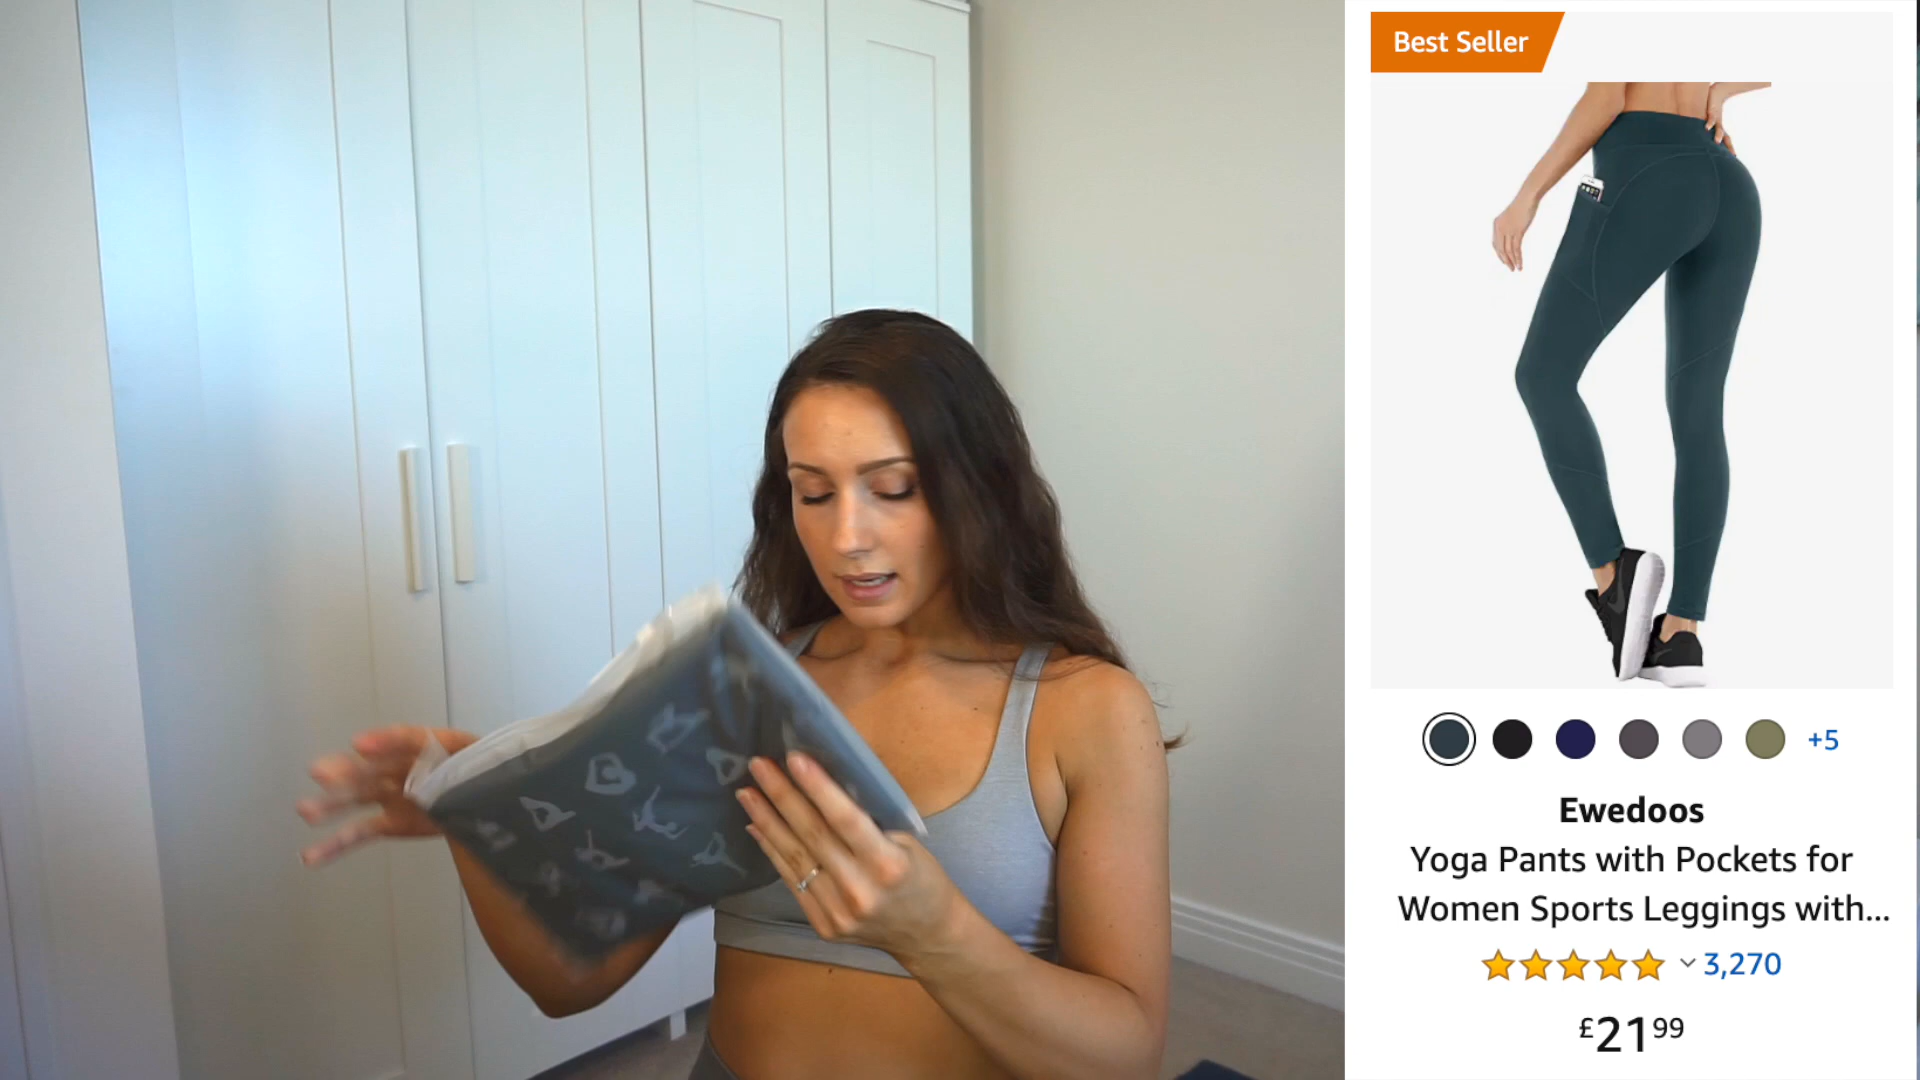 Best Seller
+5
Ewedoos
Yoga Pants with Pockets for
Women Sports Leggings with...
3,270
£21.99